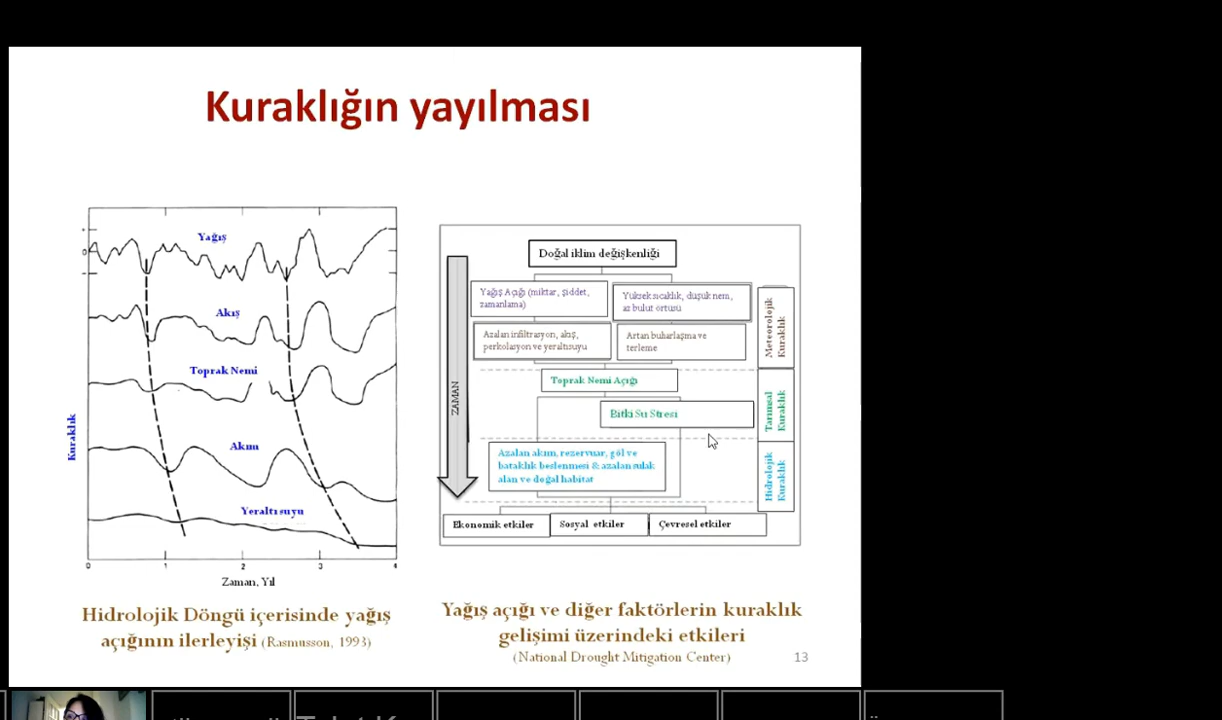 Kuraklığın yayılması
Yağış
Akış
Toprak Nemi
Akım
Yeraltı suyu
Kuraklık
+
0
-
0
1
2
3
4
Zaman, Yıl
Hidrolojik Döngü içerisinde yağış
açığının ilerleyişi (Rasmusson, 1993)
ZAMAN
Doğal iklim değişkenliği
Yağış Açığı (miktar, şiddet,
zamanlama)
Yüksek sıcaklık, düşük nem,
az bulut ortusu
Azalan infiltrasyon, akış,
perkolasyon ve yeraltısuyu
Artan buharlaşma ve
terleme
Meteorolojik
Kuraklık
Toprak Nemi Açığı
Bitki Su Stresi
Tarımsal
Kuraklık
Azalan akım, rezervuar, göl ve
bataklık beslenmesi & azalan sulak
alan ve doğal habitat
Hidrolojik
Kuraklık
Ekonomik etkiler
Sosyal etkiler
Çevresel etkiler
Yağış açığı ve diğer faktörlerin kuraklık
gelişimi üzerindeki etkileri
(National Drought Mitigation Center)
13